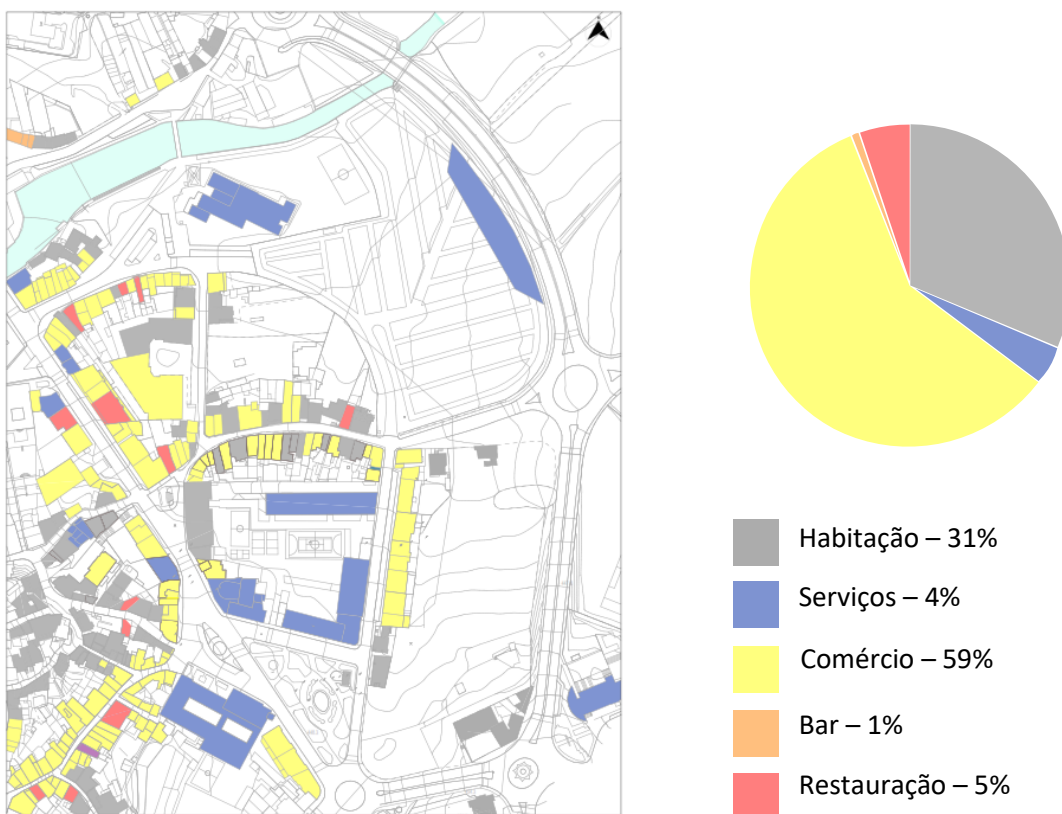 Habitação – 31%
Serviços – 4%
Comércio – 59%
Bar – 1%
Restauração – 5%